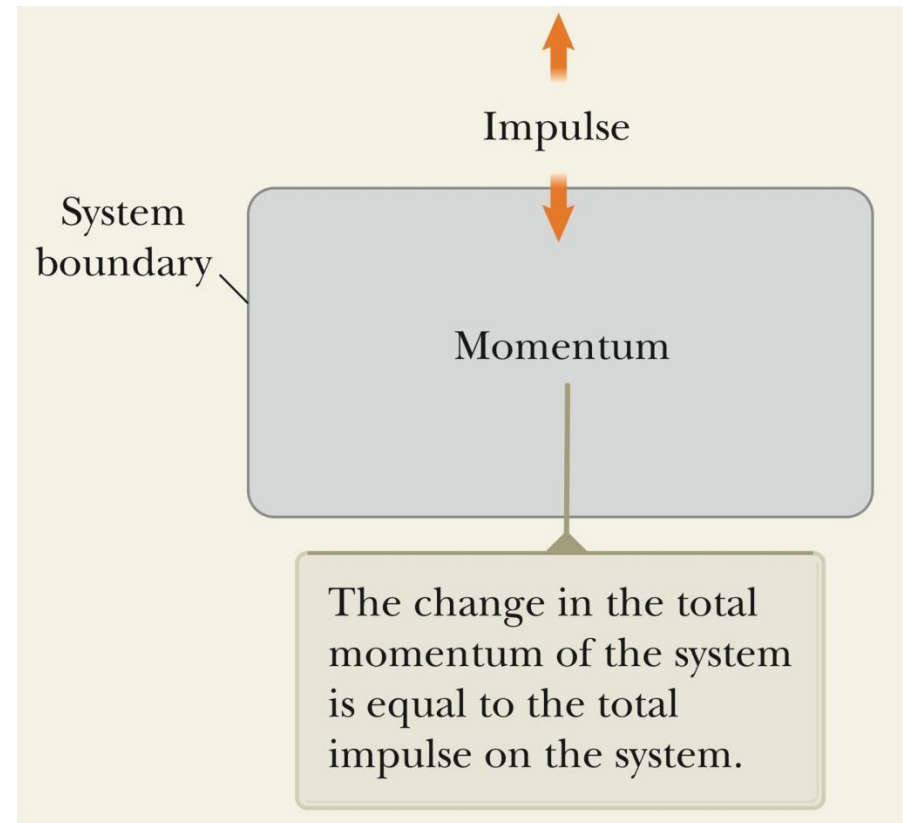 Impulse
System
boundary
Momentum
The change in the total
momentum of the system
is equal to the total
impulse on the system.